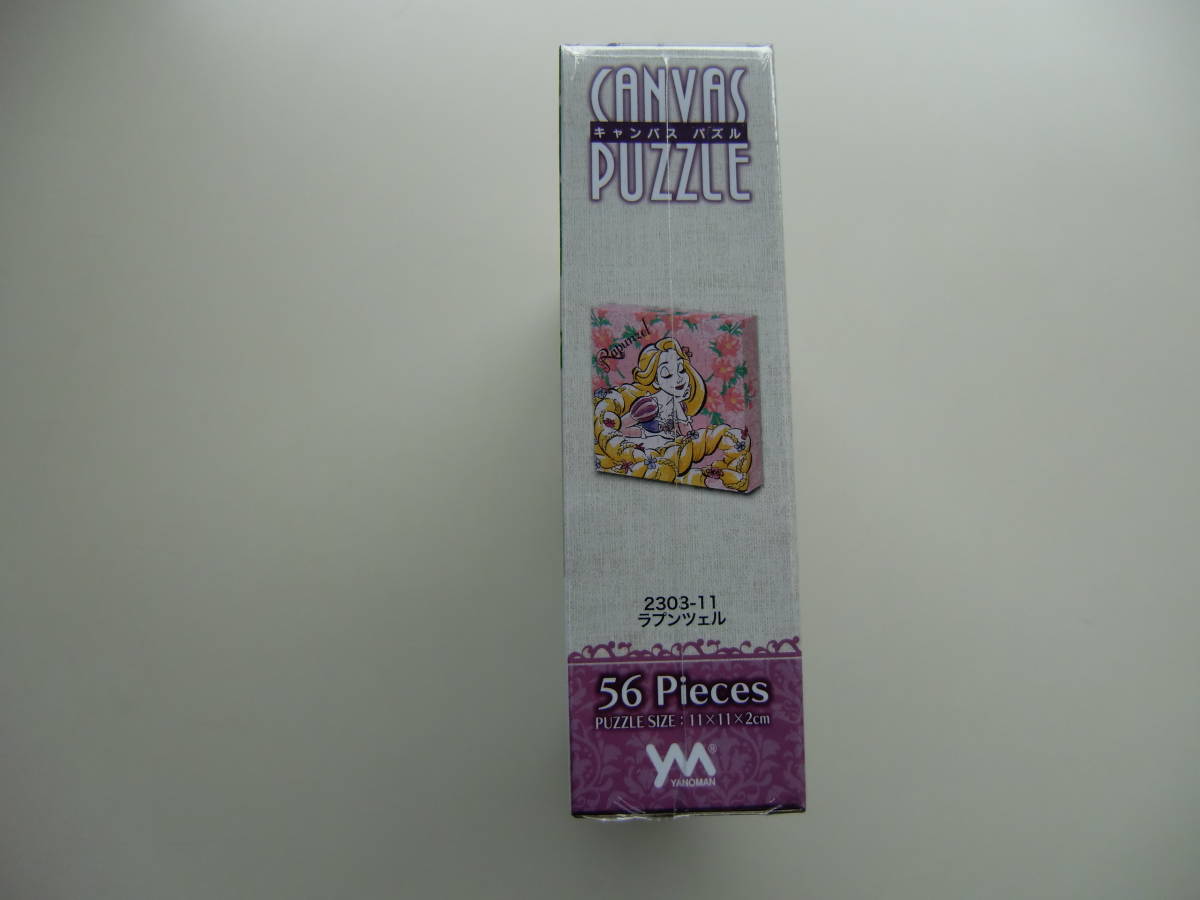 CANVAS
キャンバス パズル
PUZZLE
Rapunzel
2303-11
ラプンツェル
56 Pieces
PUZZLE SIZE : 11×11×2cm
YM®
YANOMAN